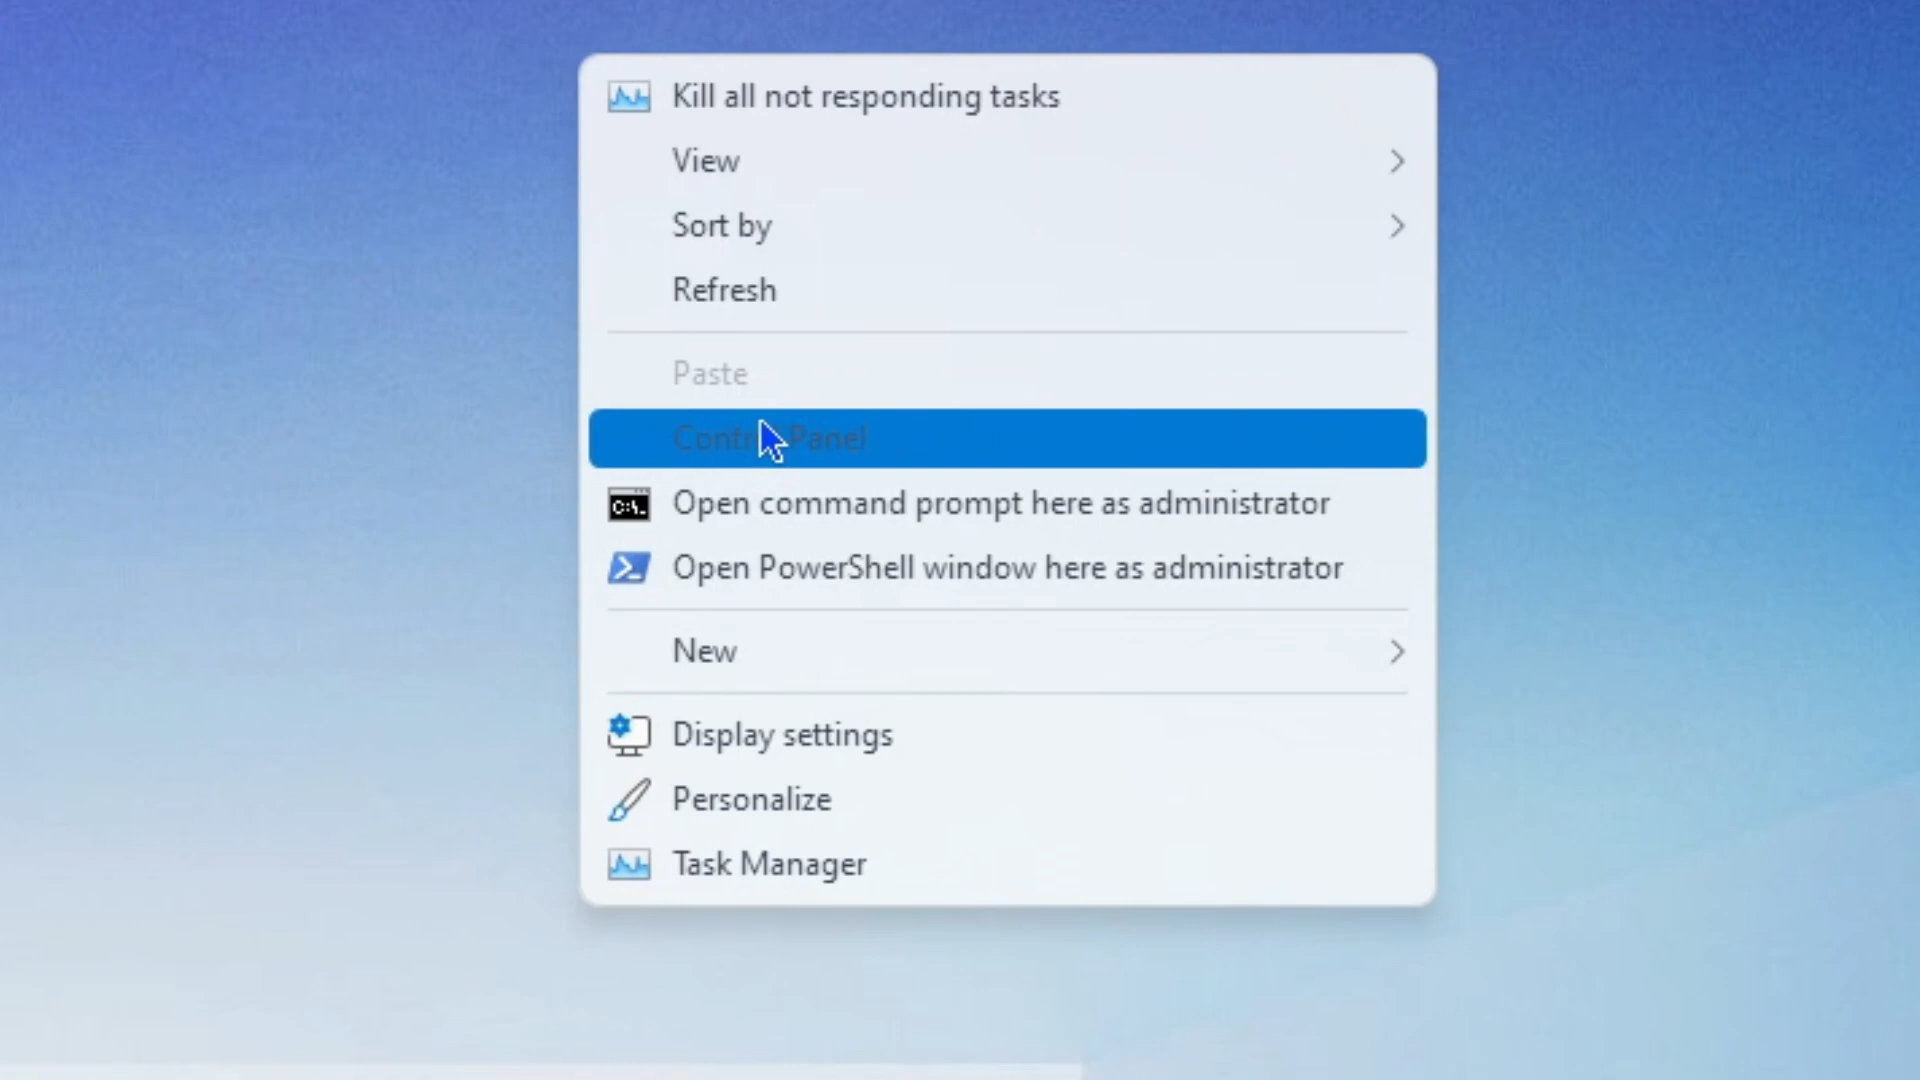 Kill all not responding tasks
View
Sort by
Refresh
Paste
Control Panel
Open command prompt here as administrator
Open PowerShell window here as administrator
New
Display settings
Personalize
Task Manager